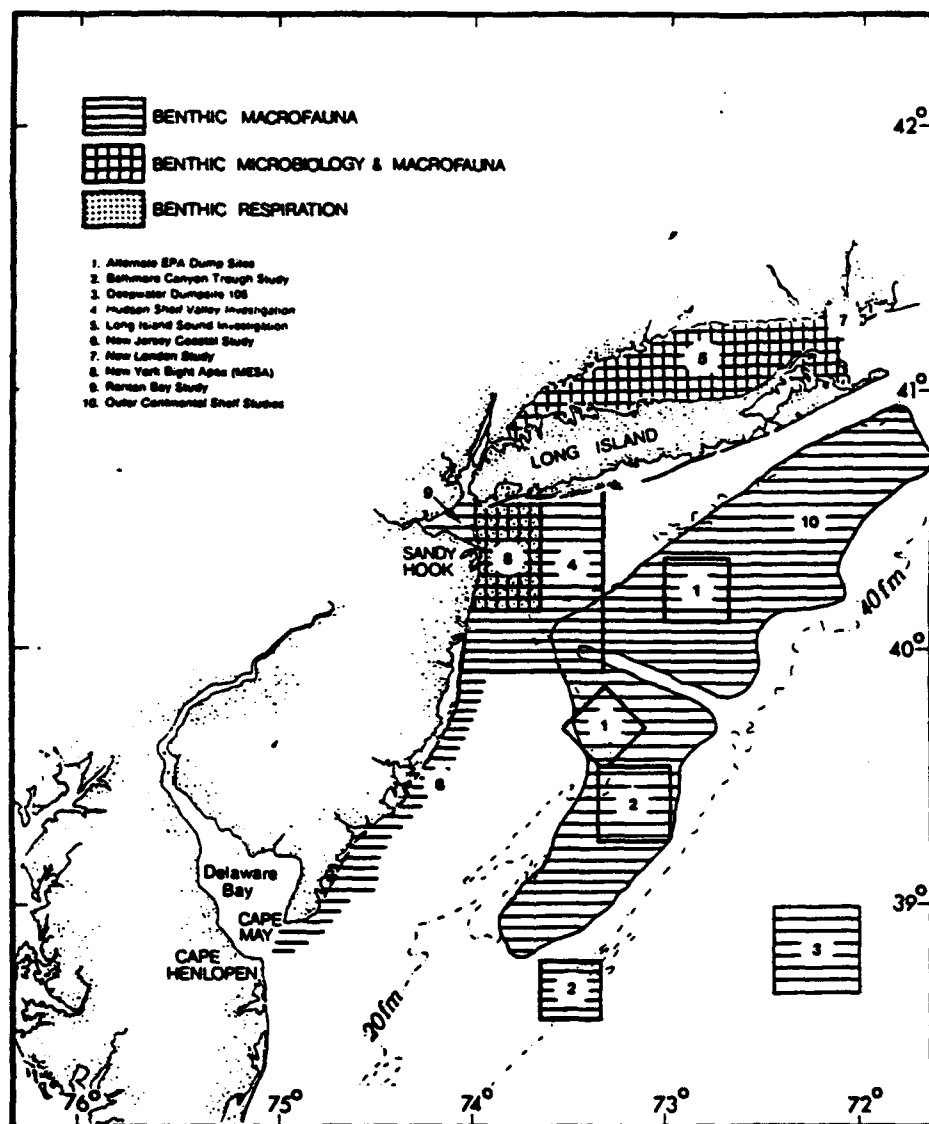 BENTHIC MACROFAUNA
BENTHIC MICROBIOLOGY & MACROFAUNA
BENTHIC RESPIRATION
1. Alternate EPA Dump Sites
2. Baltimore Canyon Trough Study
3. Deepwater Dumpsite 106
4 Hudson Shelf Valley Investigation
5. Long Island Sound Investigation
6. New Jersey Coastal Study
7. New London Study
8. New York Bight Apex (MESA)
9. Raritan Bay Study
10. Outer Continental Shelf Studies
42°
7
5
41°
LONG ISLAND
9
10
SANDY
HOOK
8
4
1
40fm
40°
1
6
2
Delaware
Bay
CAPE
MAY
39°
CAPE
HENLOPEN
3
2
20fm
76°
75°
74°
73°
72°